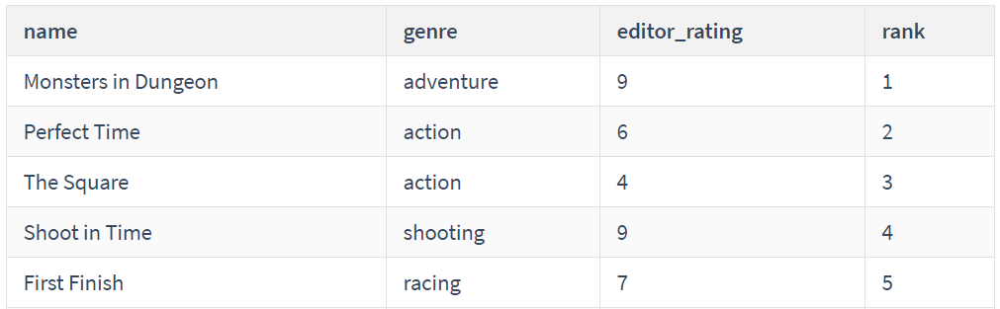 name genre editor_rating rank
Monsters in Dungeon adventure 9 1
Perfect Time action 6 2
The Square action 4 3
Shoot in Time shooting 9 4
First Finish racing 7 5